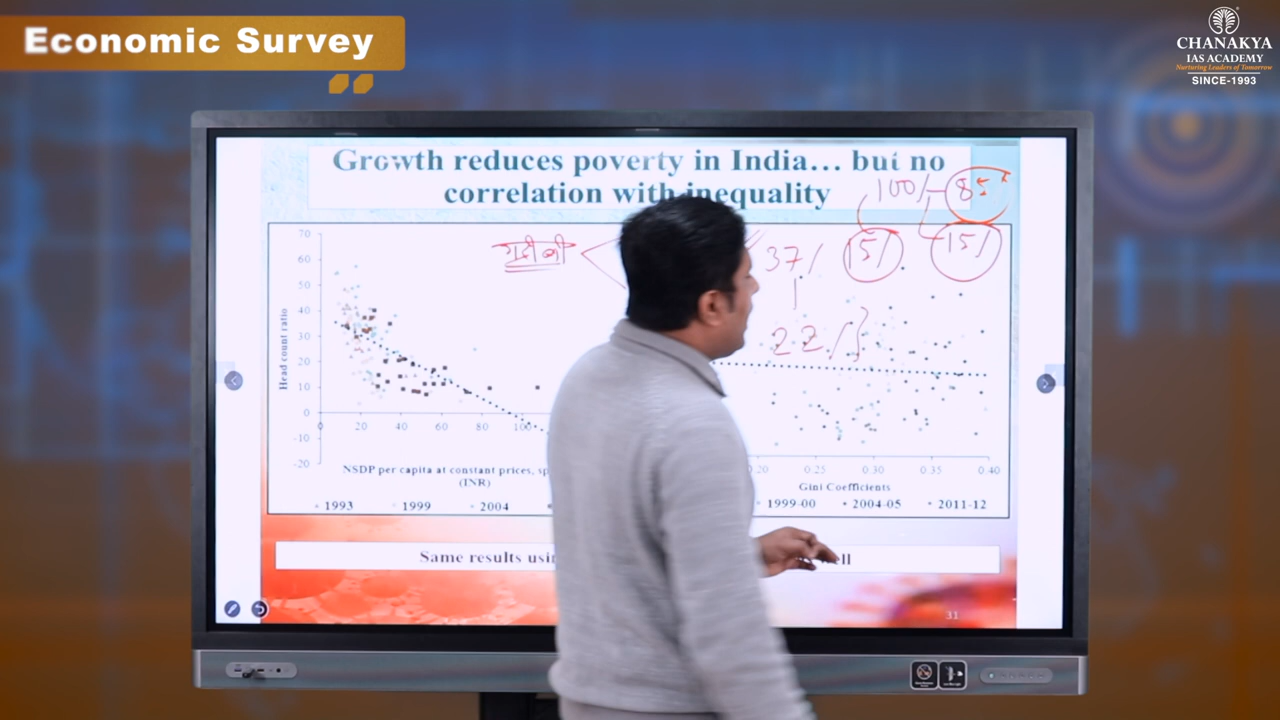 Economic Survey
CHANAKYA
IAS ACADEMY
Nurturing Leaders of Tomorrow
SINCE-1993
Growth reduces poverty in India... but no
correlation with inequality
100/ - 85
गरीबी
37/
15/
15/
22/
Head count ratio
70
60
50
40
30
20
10
0
-10
-20
0 20 40 60 80 100
NSDP per capita at constant prices,
(INR)
1993 1999 2004
0.20 0.25 0.30 0.35 0.40
Gini Coefficients
1999-00 2004-05 2011-12
Same results
31